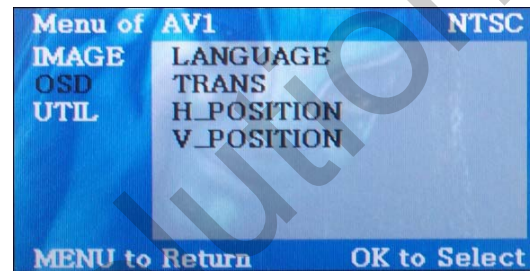 Menu of AV1 NTSC
IMAGE LANGUAGE
OSD TRANS
UTIL H_POSITION
V_POSITION
MENU to Return OK to Select